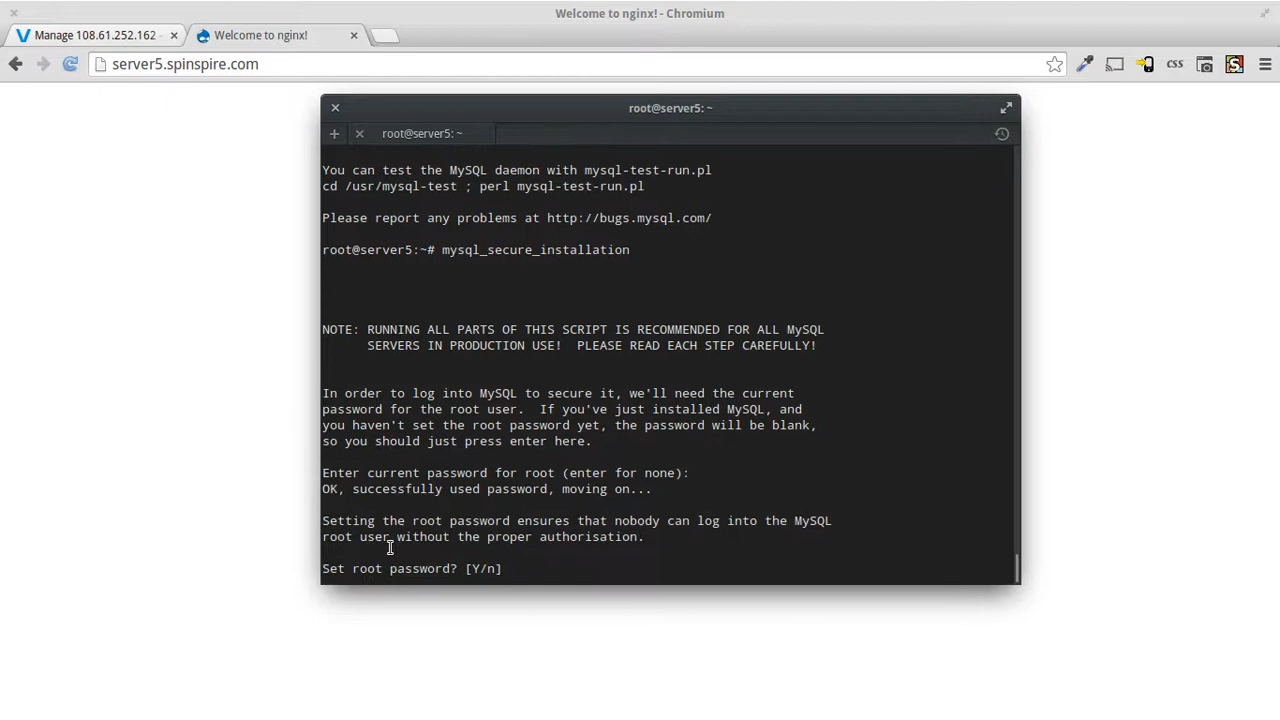 Welcome to nginx! - Chromium
Manage 108.61.252.162 -
Welcome to nginx!
server5.spinspire.com
CSS
root@server5: ~
root@server5: ~
You can test the MySQL daemon with mysql-test-run.pl
cd /usr/mysql-test ; perl mysql-test-run.pl
Please report any problems at http://bugs.mysql.com/
root@server5:~# mysql_secure_installation
NOTE: RUNNING ALL PARTS OF THIS SCRIPT IS RECOMMENDED FOR ALL MySQL
SERVERS IN PRODUCTION USE!  PLEASE READ EACH STEP CAREFULLY!
In order to log into MySQL to secure it, we'll need the current
password for the root user.  If you've just installed MySQL, and
you haven't set the root password yet, the password will be blank,
so you should just press enter here.
Enter current password for root (enter for none):
OK, successfully used password, moving on...
Setting the root password ensures that nobody can log into the MySQL
root user without the proper authorisation.
Set root password? [Y/n]